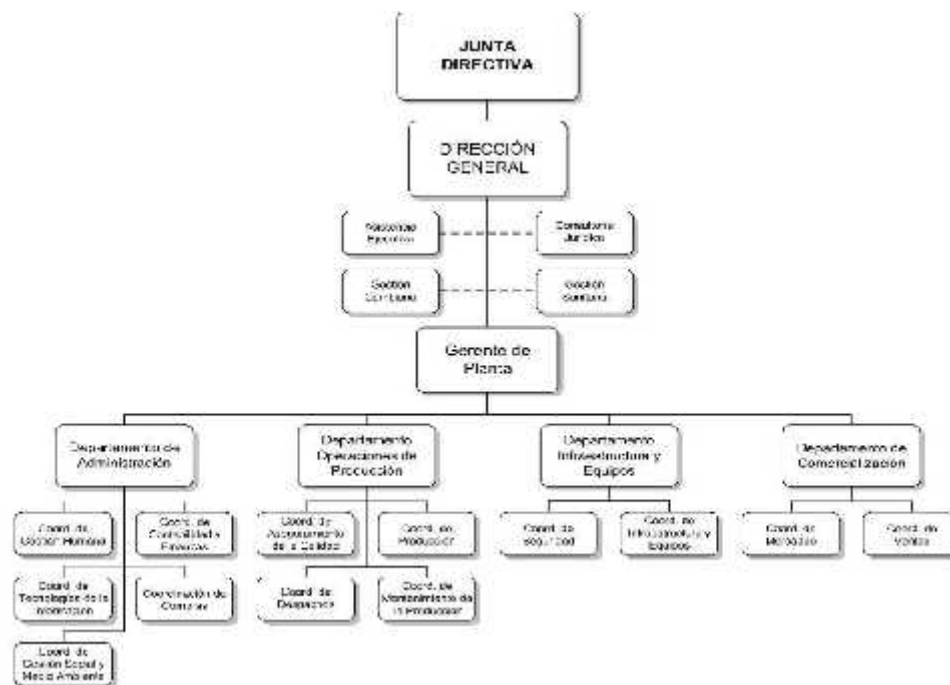 JUNTA
DIRECTIVA
DIRECCIÓN
GENERAL
Asistencia
Ejecutiva
Consultoría
Jurídica
Gestión
Gestión
Sanitaria
Gerente de
Planta
Departamento de
Administración
Departamento
Operaciones de
Producción
Departamento
Infraestructura y
Equipos
Departamento de
Comercialización
Coord. de
Gestión Humana
Coord. de
Contabilidad y
Finanzas
Coord. de
Aseguramiento
de la Calidad
Coord. de
Producción
Coord. de
Seguridad
Coord. de
Infraestructura y
Equipos
Coord. de
Mercadeo
Coord. de
Ventas
Coord. de
Tecnologías de la
Información
Coordinación de
Compras
Coord. de
Despachos
Coord. de
Mantenimiento de
la Producción
Coord. de
Gestión Social y
Medio Ambiente